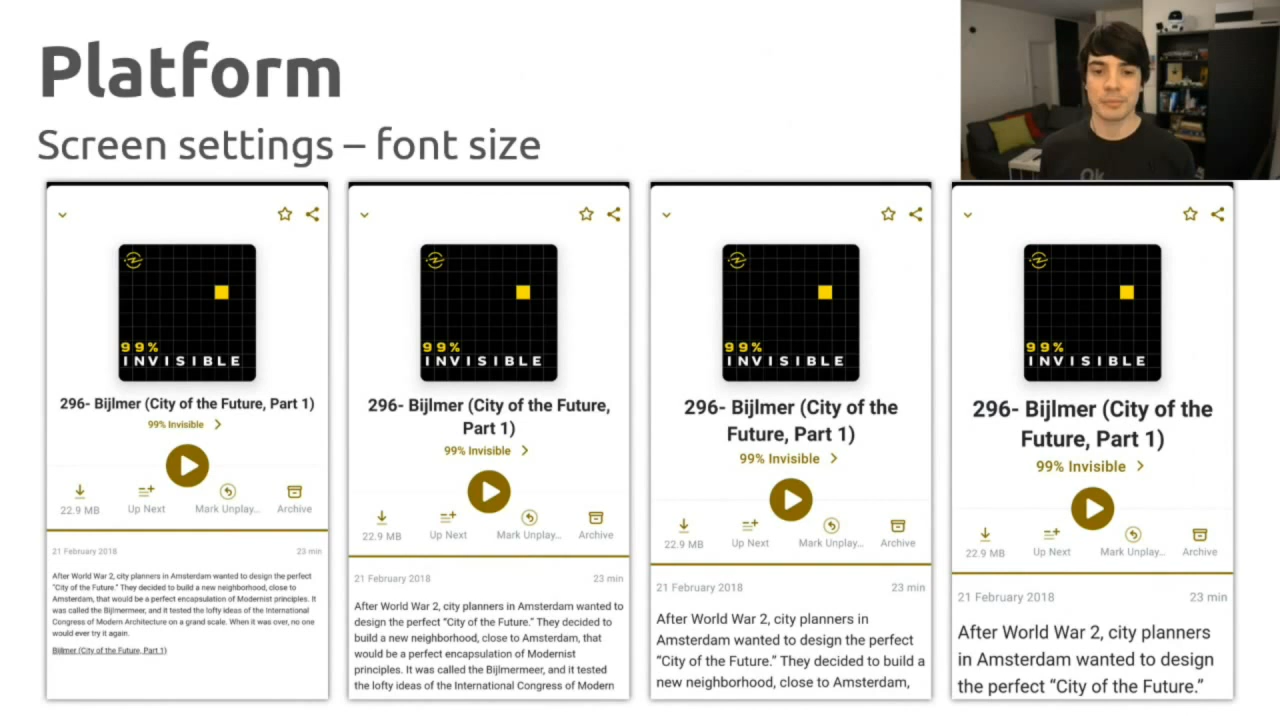 Platform
Screen settings – font size
Ok
99%
INVISIBLE
296- Bijlmer (City of the Future, Part 1)
99% Invisible
22.9 MB
Up Next
Mark Unplay...
Archive
21 February 2018
23 min
After World War 2, city planners in Amsterdam wanted to design the perfect
“City of the Future.” They decided to build a new neighborhood, close to
Amsterdam, that would be a perfect encapsulation of Modernist principles. It
was called the Bijlmermeer, and it tested the lofty ideas of the International
Congress of Modern Architecture on a grand scale. When it was over, no one
would ever try it again.
Bijlmer (City of the Future, Part 1)
99%
INVISIBLE
296- Bijlmer (City of the Future,
Part 1)
99% Invisible
22.9 MB
Up Next
Mark Unplay...
Archive
21 February 2018
23 min
After World War 2, city planners in Amsterdam wanted to
design the perfect “City of the Future.” They decided to
build a new neighborhood, close to Amsterdam, that
would be a perfect encapsulation of Modernist
principles. It was called the Bijlmermeer, and it tested
the lofty ideas of the International Congress of Modern
99%
INVISIBLE
296- Bijlmer (City of the
Future, Part 1)
99% Invisible
22.9 MB
Up Next
Mark Unplay...
Archive
21 February 2018
23 min
After World War 2, city planners in
Amsterdam wanted to design the perfect
“City of the Future.” They decided to build a
new neighborhood, close to Amsterdam,
99%
INVISIBLE
296- Bijlmer (City of the
Future, Part 1)
99% Invisible
22.9 MB
Up Next
Mark Unplay...
Archive
21 February 2018
23 min
After World War 2, city planners
in Amsterdam wanted to design
the perfect “City of the Future.”